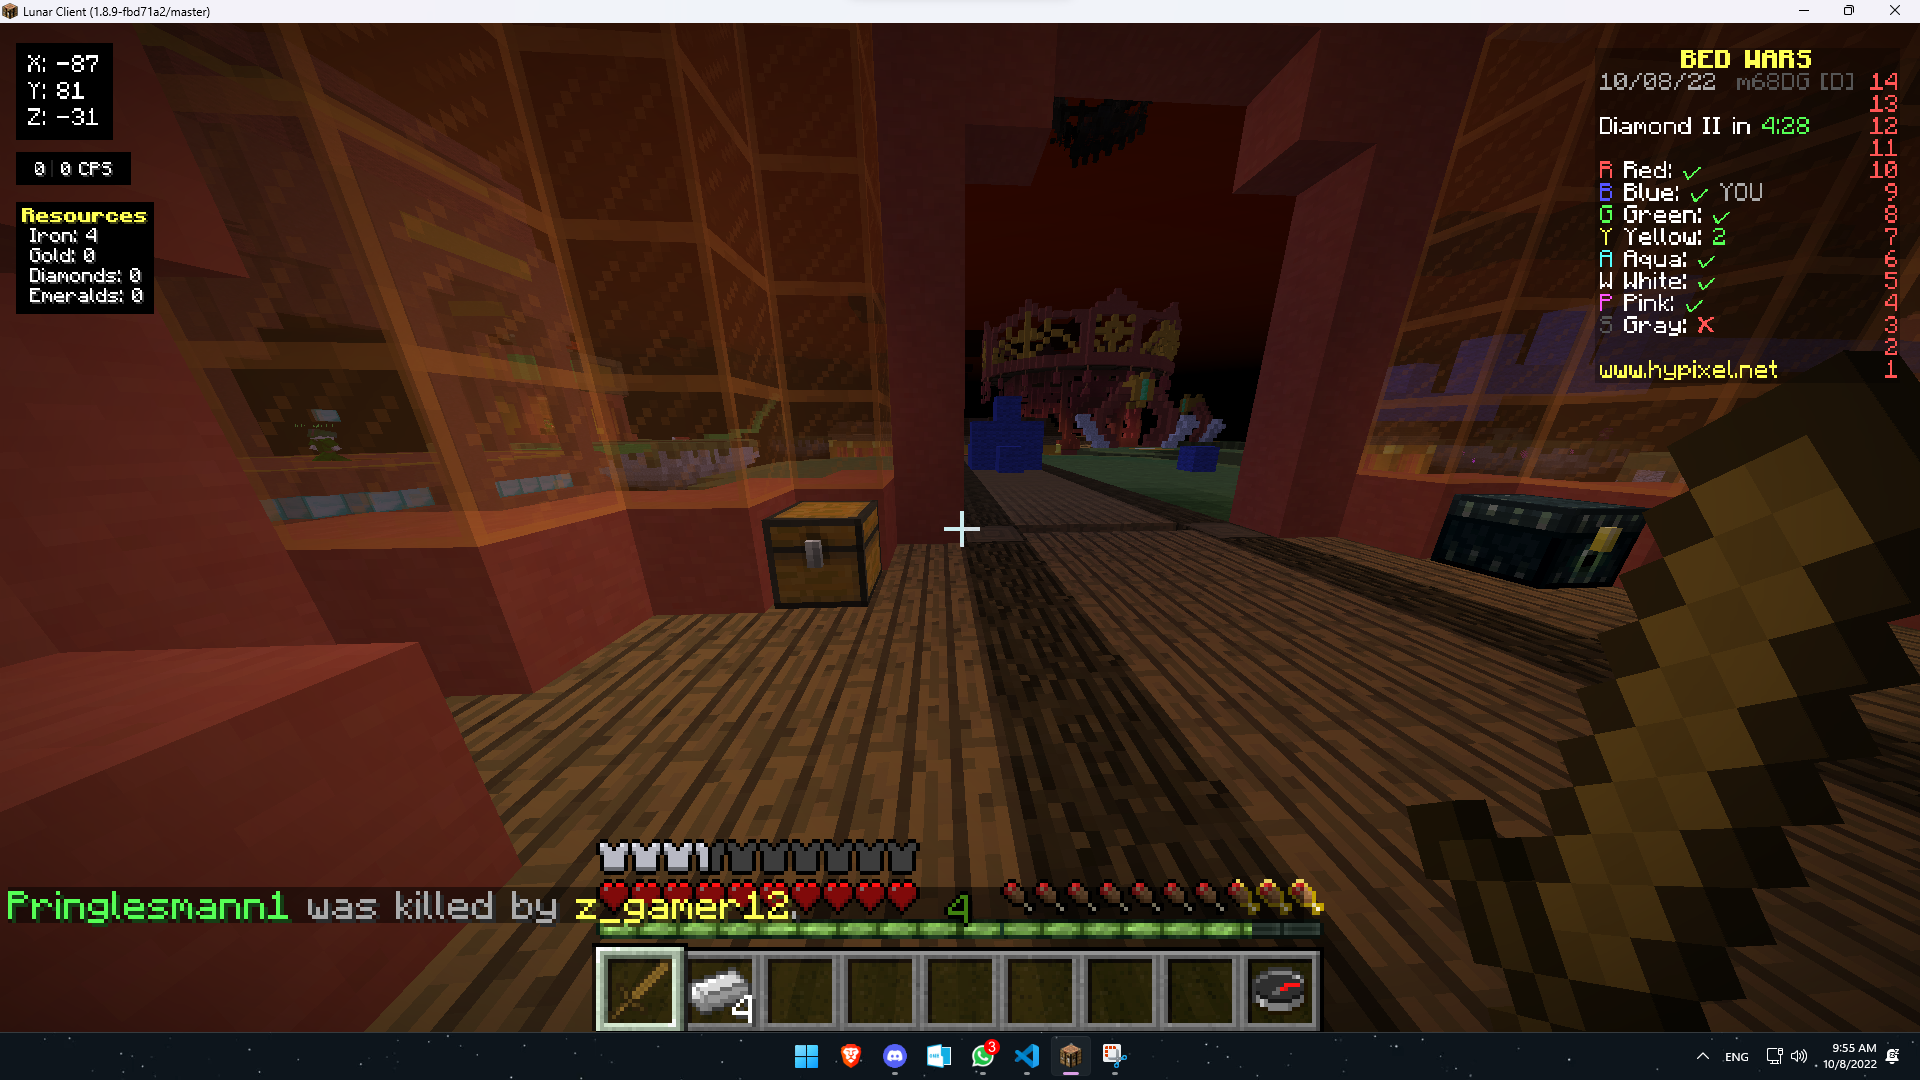 Lunar Client (1.8.9-fbd71a2/master)
X: -87
Y: 81
Z: -31
0 | 0 CPS
Resources
Iron: 4
Gold: 0
Diamonds: 0
Emeralds: 0
BED WARS
10/08/22 m68DG [D] 14
13
Diamond II in 4:28 12
11
R Red: ✓ 10
B Blue: ✓ YOU 9
G Green: ✓ 8
Y Yellow: 2 7
A Aqua: ✓ 6
W White: ✓ 5
P Pink: ✓ 4
S Gray: ✗ 3
2
www.hypixel.net 1
Pringlesmann1 was killed by z_gamer12.
4
4
3
ENG
9:55 AM
10/8/2022